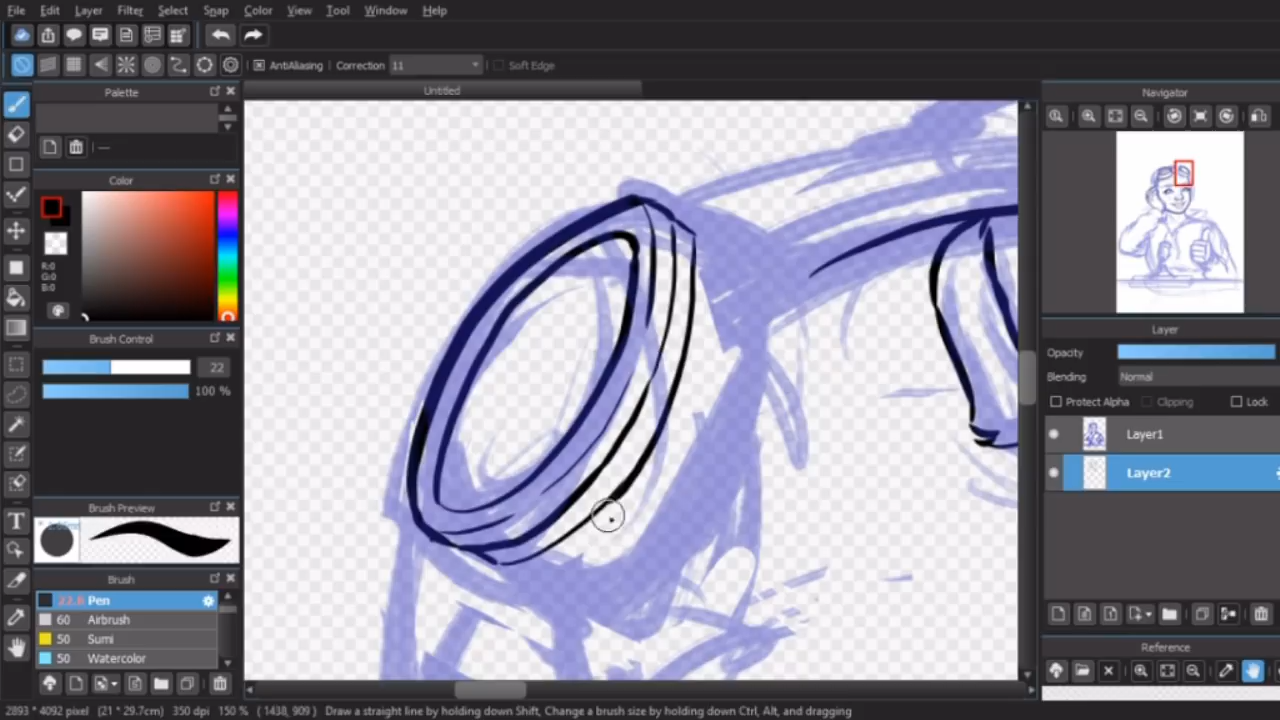 File Edit Layer Filter Select Snap Color View Tool Window Help
AntiAliasing Correction 11 Soft Edge
Palette
Untitled
Navigator
Color
R:0
G:0
B:0
Brush Control
22
100 %
Layer
Opacity
Blending Normal
Protect Alpha Clipping Lock
Layer1
Layer2
Brush Preview
Brush
Pen
60 Airbrush
50 Sumi
50 Watercolor
Reference
2893 * 4092 pixel (21 * 29.7cm) 350 dpi 150 % ( 1438, 909 ) Draw a straight line by holding down Shift, Change a brush size by holding down Ctrl, Alt, and dragging